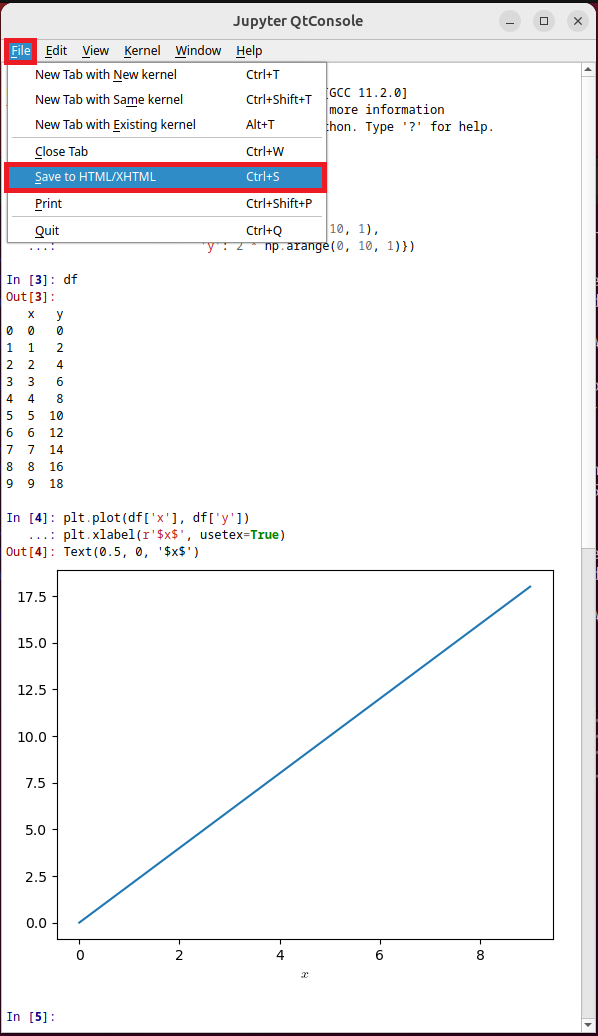 Jupyter QtConsole
File Edit View Kernel Window Help
New Tab with New kernel Ctrl+T
New Tab with Same kernel Ctrl+Shift+T
New Tab with Existing kernel Alt+T
Close Tab Ctrl+W
Save to HTML/XHTML Ctrl+S
Print Ctrl+Shift+P
Quit Ctrl+Q
[GCC 11.2.0]
more information
thon. Type '?' for help.
10, 1),
...: 'y': 2 * np.arange(0, 10, 1)})
In [3]: df
Out[3]:
x y
0 0 0
1 1 2
2 2 4
3 3 6
4 4 8
5 5 10
6 6 12
7 7 14
8 8 16
9 9 18
In [4]: plt.plot(df['x'], df['y'])
...: plt.xlabel(r'$x$', usetex=True)
Out[4]: Text(0.5, 0, '$x$')
17.5
15.0
12.5
10.0
7.5
5.0
2.5
0.0
0 2 4 6 8
x
In [5]: